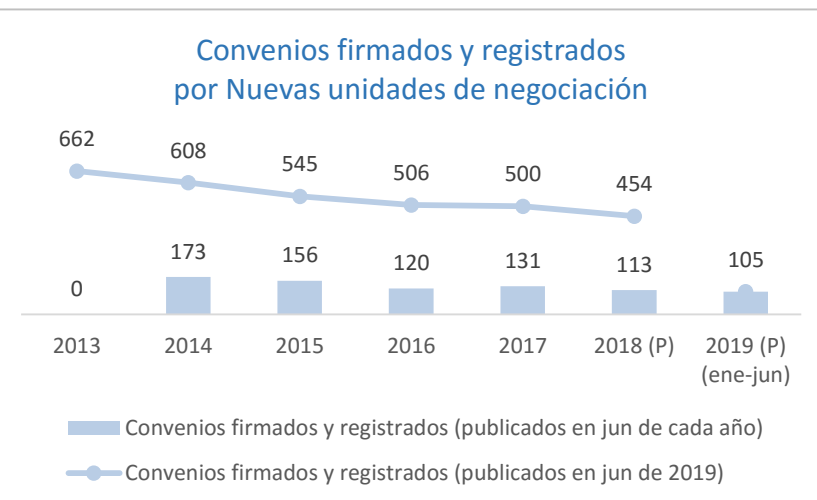 Convenios firmados y registrados
por Nuevas unidades de negociación
662
608
545
506
500
454
173
156
120
131
113
105
0
2013
2014
2015
2016
2017
2018 (P)
2019 (P)
(ene-jun)
Convenios firmados y registrados (publicados en jun de cada año)
Convenios firmados y registrados (publicados en jun de 2019)